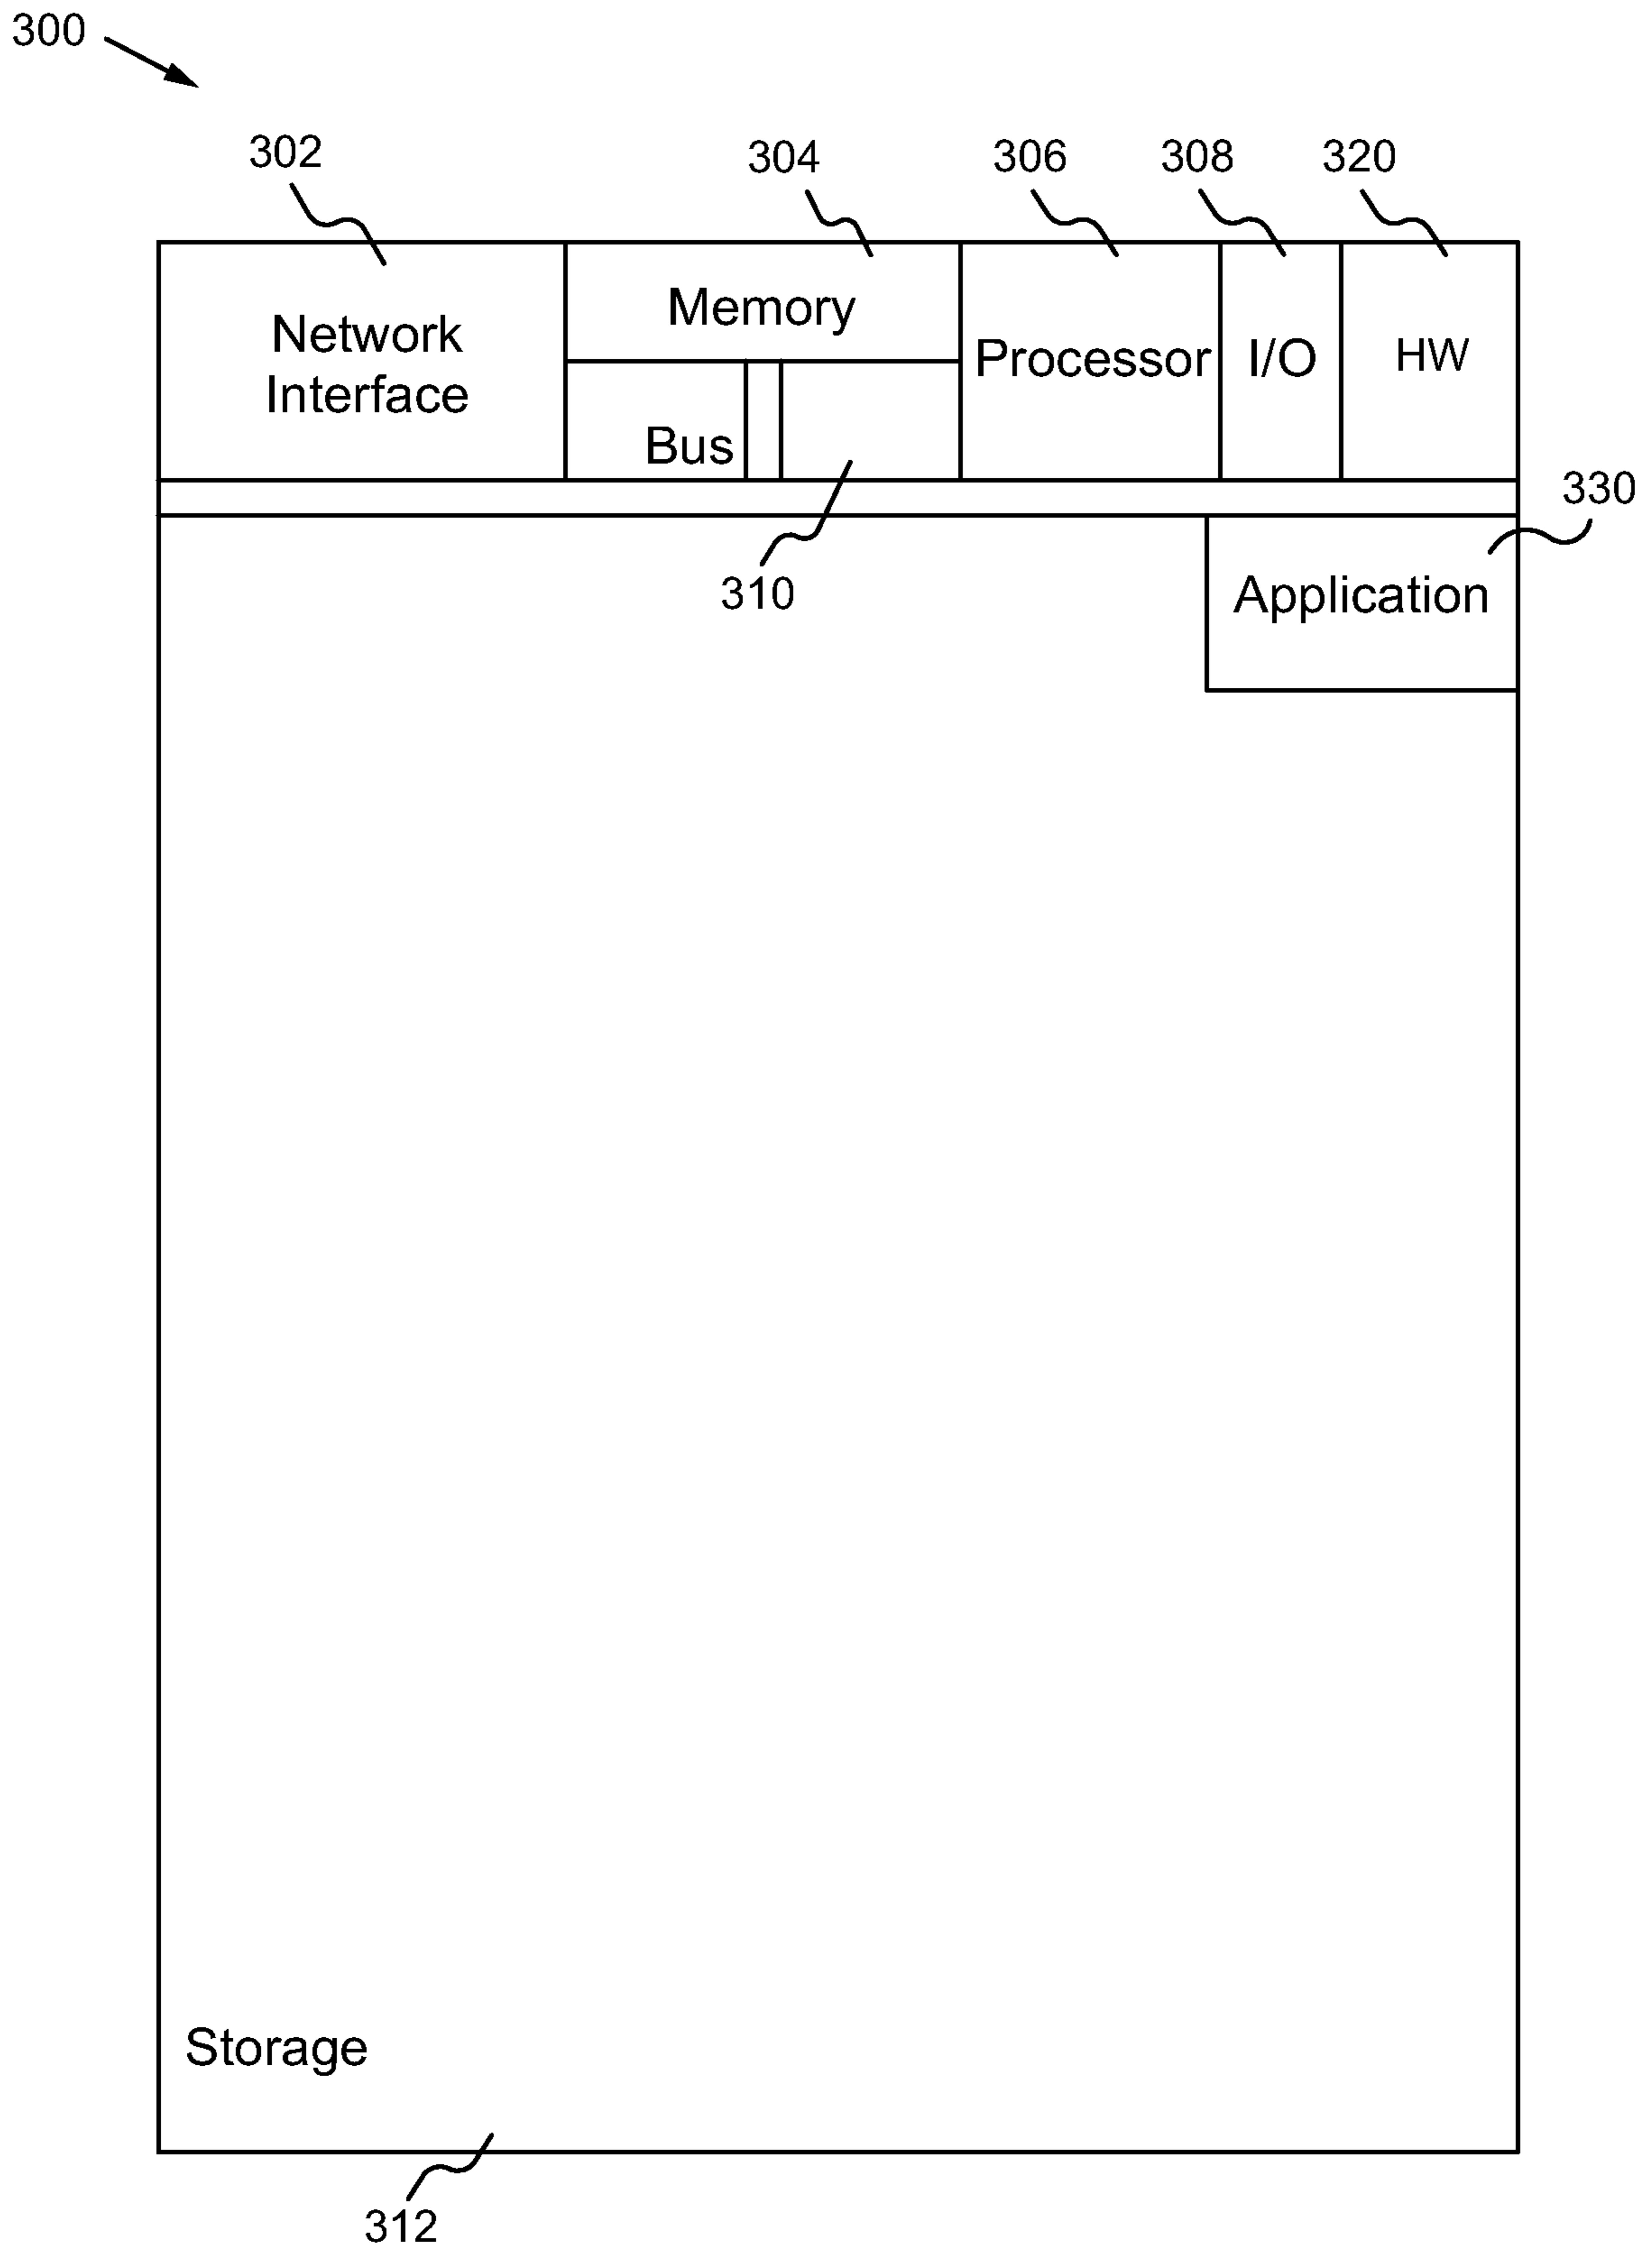 300
302
304
306
308
320
Network
Interface
Memory
Processor
I/O
HW
Bus
330
310
Application
Storage
312